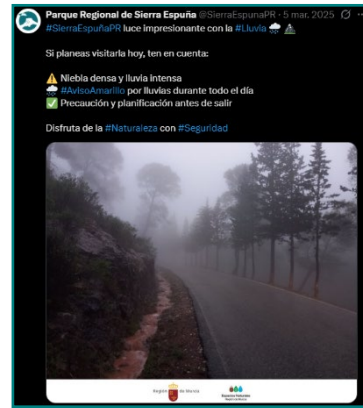 Parque Regional de Sierra Espuña @SierraEspunaPR · 5 mar. 2025
#SierraEspuñaPR luce impresionante con la #Lluvia 🌧️ ⛰️
Si planeas visitarla hoy, ten en cuenta:
⚠️ Niebla densa y lluvia intensa
🌧️ #AvisoAmarillo por lluvias durante todo el día
✅ Precaución y planificación antes de salir
Disfruta de la #Naturaleza con #Seguridad
Región de Murcia